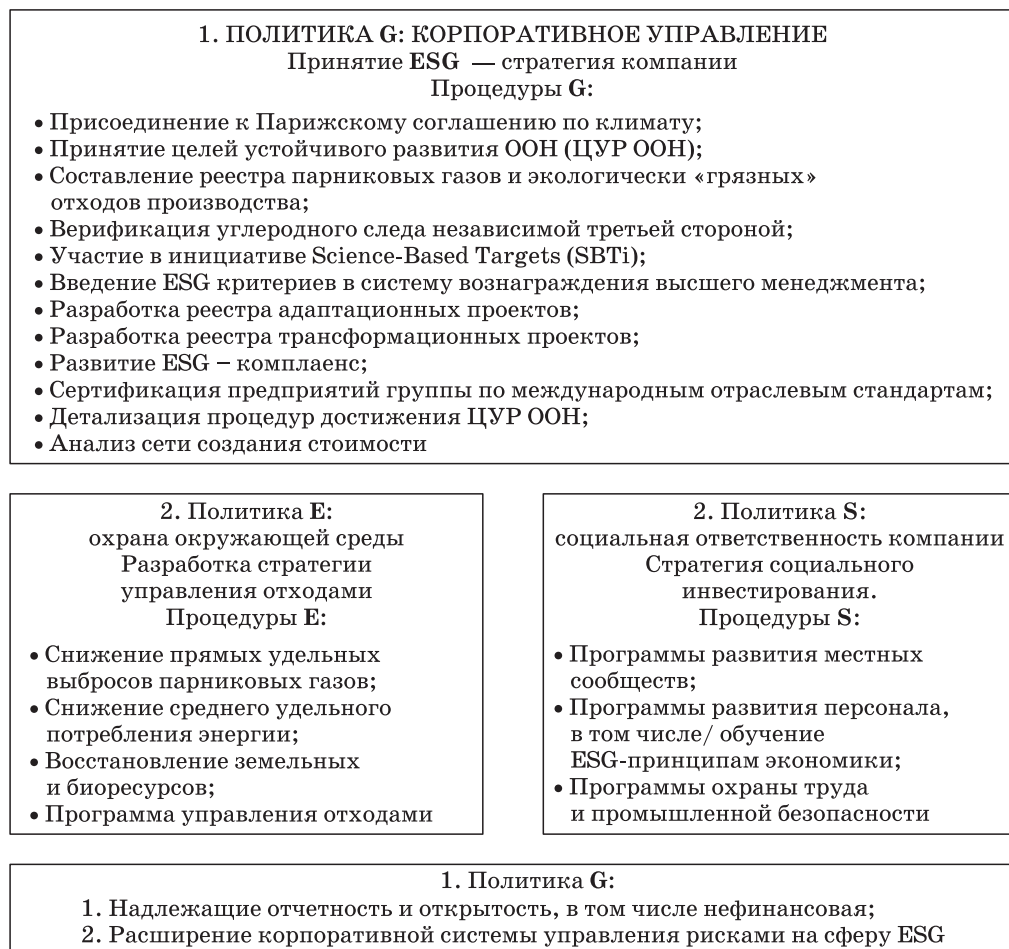 1. ПОЛИТИКА G: КОРПОРАТИВНОЕ УПРАВЛЕНИЕ
Принятие ESG — стратегия компании
Процедуры G:
• Присоединение к Парижскому соглашению по климату;
• Принятие целей устойчивого развития ООН (ЦУР ООН);
• Составление реестра парниковых газов и экологически «грязных»
отходов производства;
• Верификация углеродного следа независимой третьей стороной;
• Участие в инициативе Science-Based Targets (SBTi);
• Введение ESG критериев в систему вознаграждения высшего менеджмента;
• Разработка реестра адаптационных проектов;
• Разработка реестра трансформационных проектов;
• Развитие ESG – комплаенс;
• Сертификация предприятий группы по международным отраслевым стандартам;
• Детализация процедур достижения ЦУР ООН;
• Анализ сети создания стоимости
2. Политика E:
охрана окружающей среды
Разработка стратегии
управления отходами
Процедуры E:
• Снижение прямых удельных
выбросов парниковых газов;
• Снижение среднего удельного
потребления энергии;
• Восстановление земельных
и биоресурсов;
• Программа управления отходами
2. Политика S:
социальная ответственность компании
Стратегия социального
инвестирования.
Процедуры S:
• Программы развития местных
сообществ;
• Программы развития персонала,
в том числе/ обучение
ESG-принципам экономики;
• Программы охраны труда
и промышленной безопасности
1. Политика G:
1. Надлежащие отчетность и открытость, в том числе нефинансовая;
2. Расширение корпоративной системы управления рисками на сферу ESG